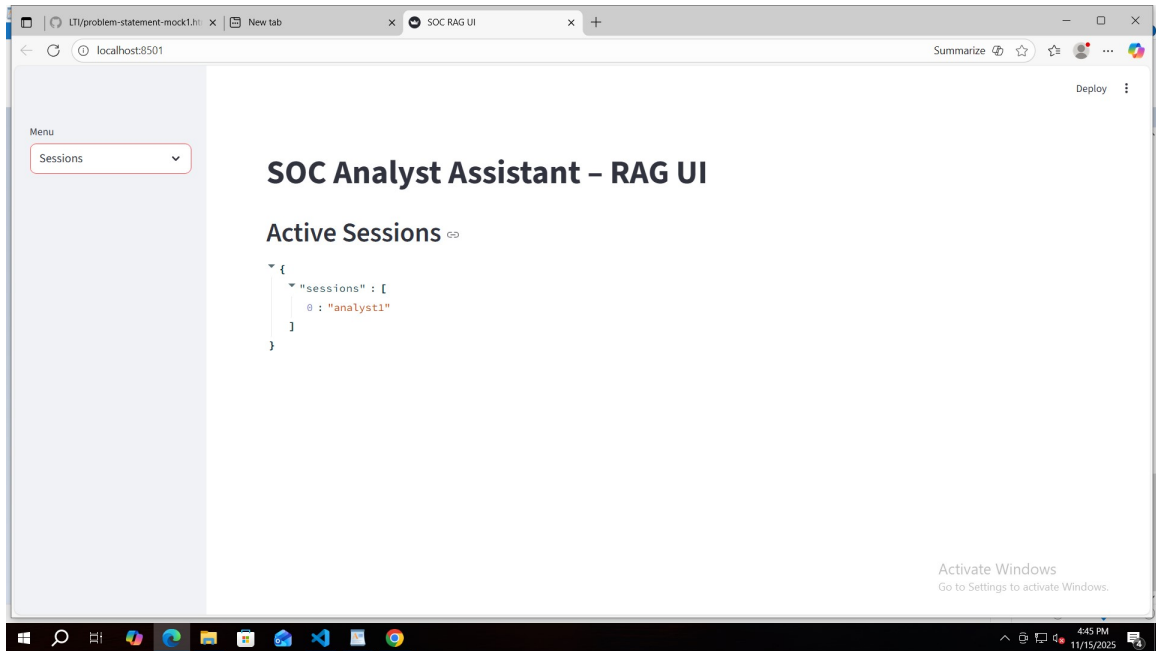 LTI/problem-statement-mock1.ht
New tab
SOC RAG UI
localhost:8501
Summarize
Deploy
Menu
Sessions
SOC Analyst Assistant – RAG UI
Active Sessions
{
"sessions" : [
0 : "analyst1"
]
}
Activate Windows
Go to Settings to activate Windows.
4:45 PM
11/15/2025
4